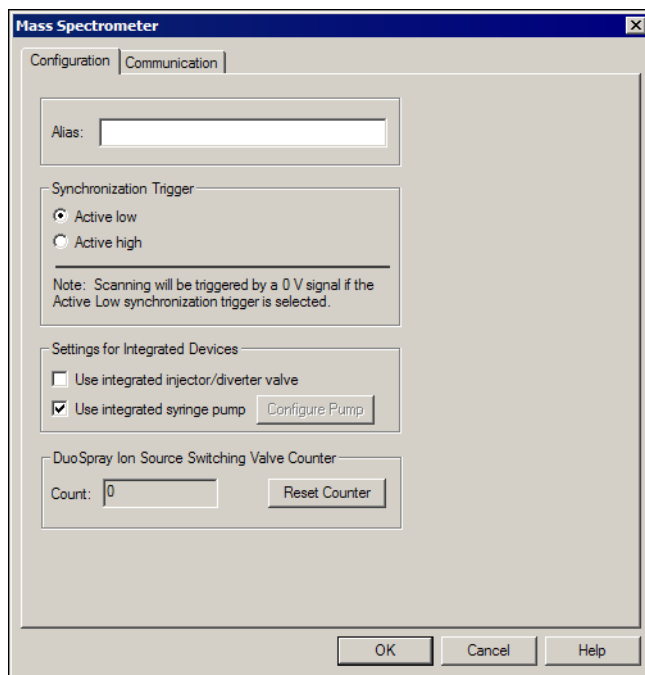 Mass Spectrometer
Configuration
Communication
Alias:
Synchronization Trigger
Active low
Active high
Note: Scanning will be triggered by a 0 V signal if the
Active Low synchronization trigger is selected.
Settings for Integrated Devices
Use integrated injector/diverter valve
Use integrated syringe pump
Configure Pump
DuoSpray Ion Source Switching Valve Counter
Count: 0
Reset Counter
OK
Cancel
Help